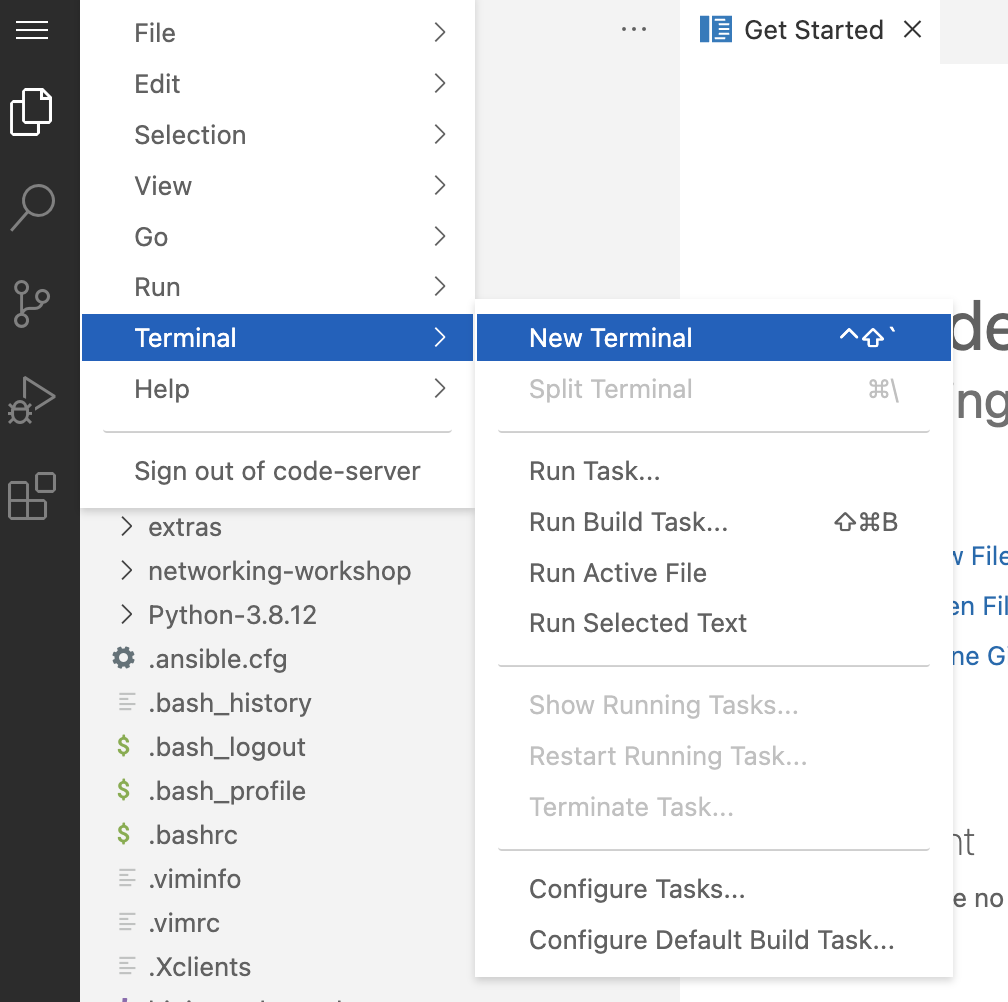 File
Edit
Selection
View
Go
Run
Terminal
Help
Sign out of code-server
... Get Started
New Terminal ^⇧`
Split Terminal ⌘\
Run Task...
Run Build Task... ⇧⌘B
Run Active File
Run Selected Text
Show Running Tasks...
Restart Running Task...
Terminate Task...
Configure Tasks...
Configure Default Build Task...
extras
networking-workshop
Python-3.8.12
.ansible.cfg
.bash_history
$ .bash_logout
$ .bash_profile
$ .bashrc
.viminfo
.vimrc
.Xclients
de
ing
w File
en Fil
ne G
nt
e no